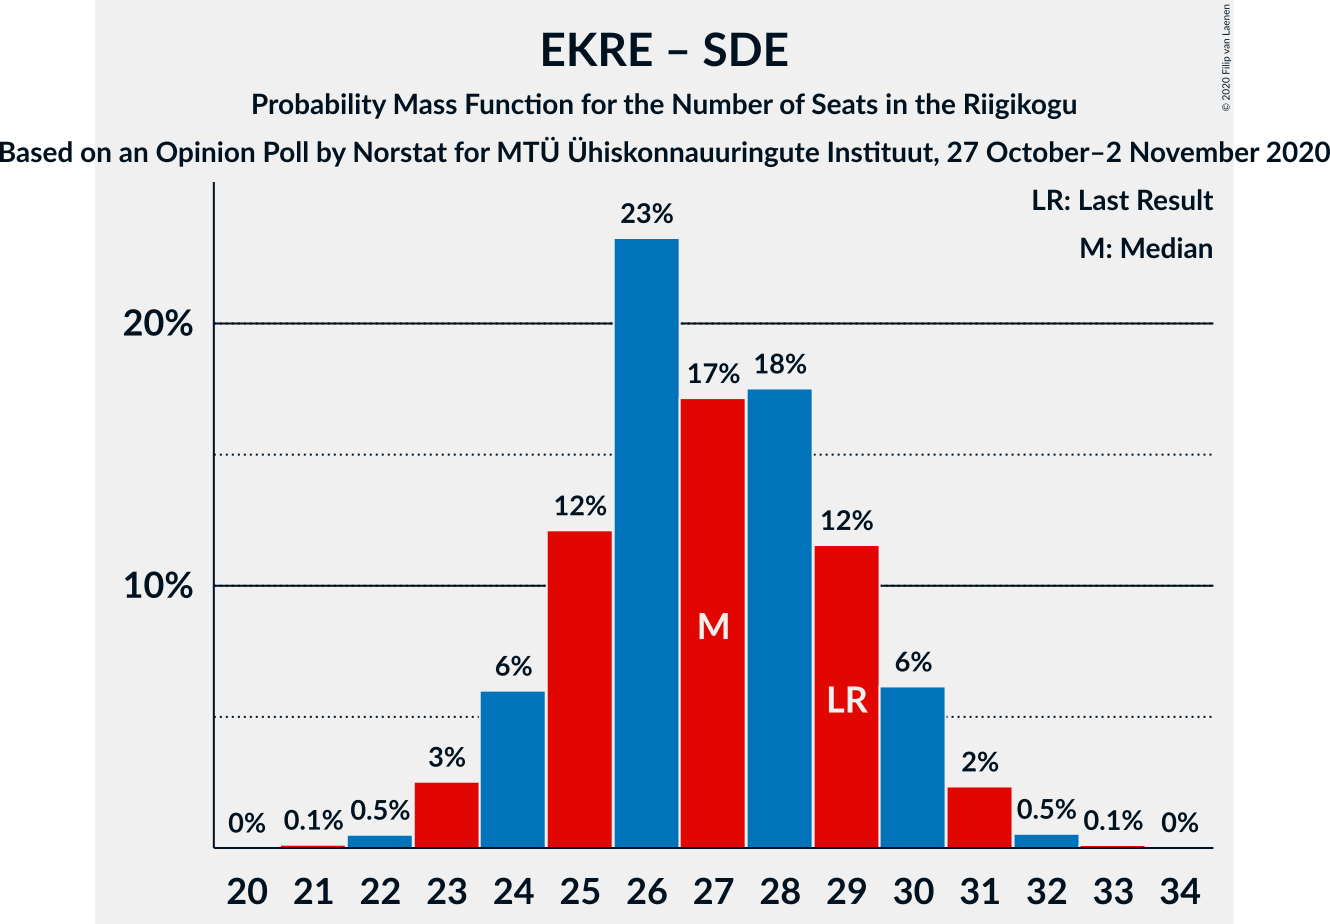 EKRE – SDE
Probability Mass Function for the Number of Seats in the Riigikogu
Based on an Opinion Poll by Norstat for MTÜ Ühiskonnauuringute Instituut, 27 October–2 November 2020
© 2020 Filip van Laenen
LR: Last Result
M: Median
23%
20%
17% 18%
12% 12%
10%
M
6% 6%
LR
3% 2%
0% 0.1% 0.5% 0.5% 0.1% 0%
20 21 22 23 24 25 26 27 28 29 30 31 32 33 34